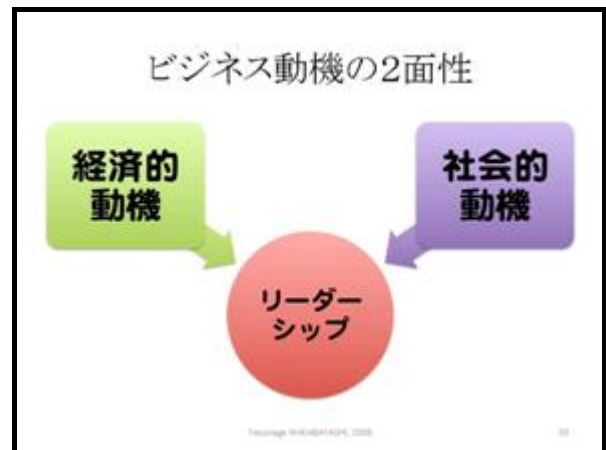 ビジネス動機の2面性
経済的
動機
社会的
動機
リーダー
シップ